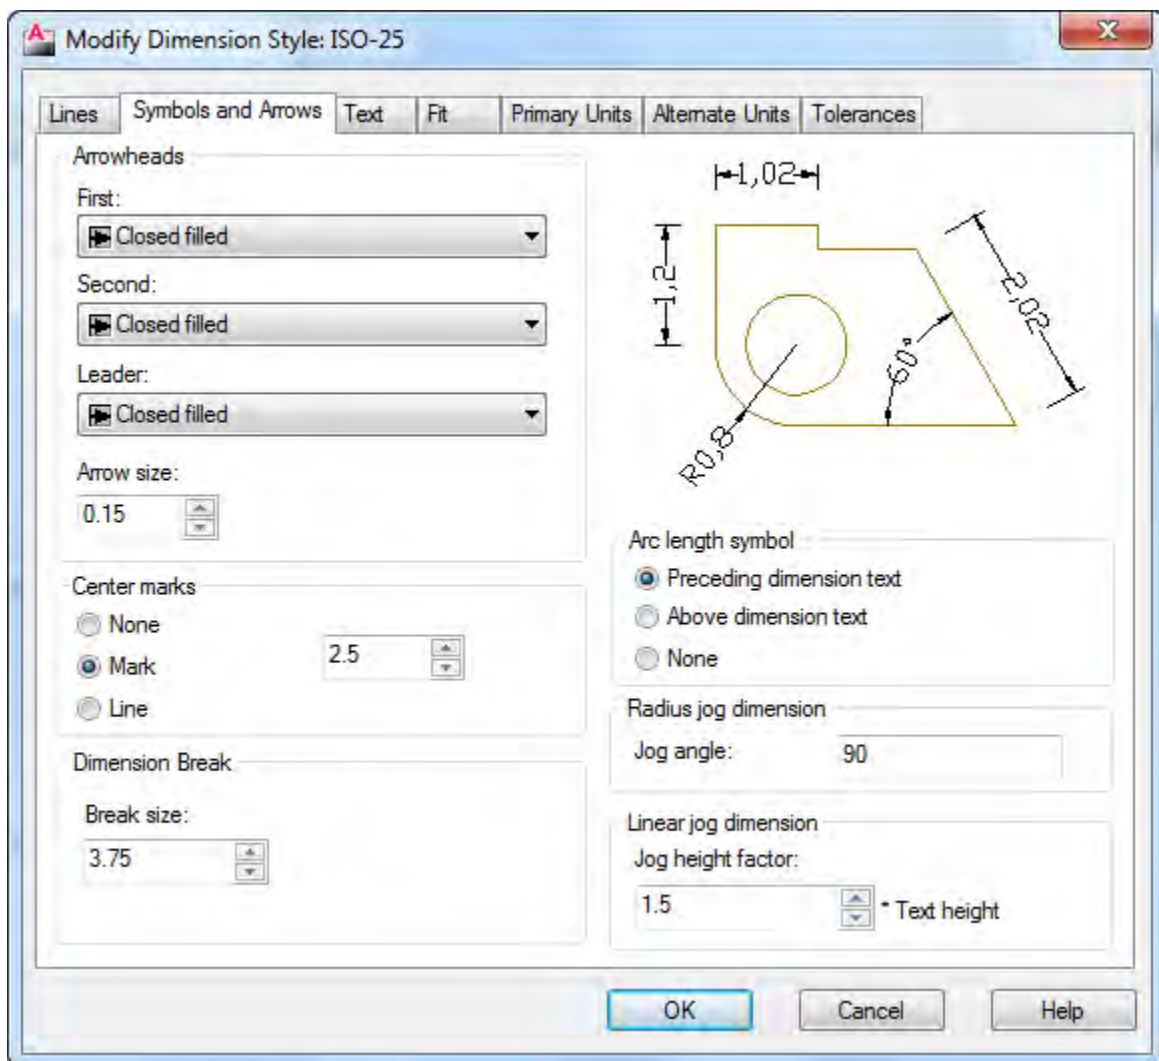 Modify Dimension Style: ISO-25
Lines
Symbols and Arrows
Text
Fit
Primary Units
Alternate Units
Tolerances
Arrowheads
First:
Closed filled
Second:
Closed filled
Leader:
Closed filled
Arrow size:
0.15
Center marks
None
Mark
Line
2.5
Dimension Break
Break size:
3.75
1,02
1,2
2,02
60°
R0,8
Arc length symbol
Preceding dimension text
Above dimension text
None
Radius jog dimension
Jog angle:
90
Linear jog dimension
Jog height factor:
1.5
* Text height
OK
Cancel
Help